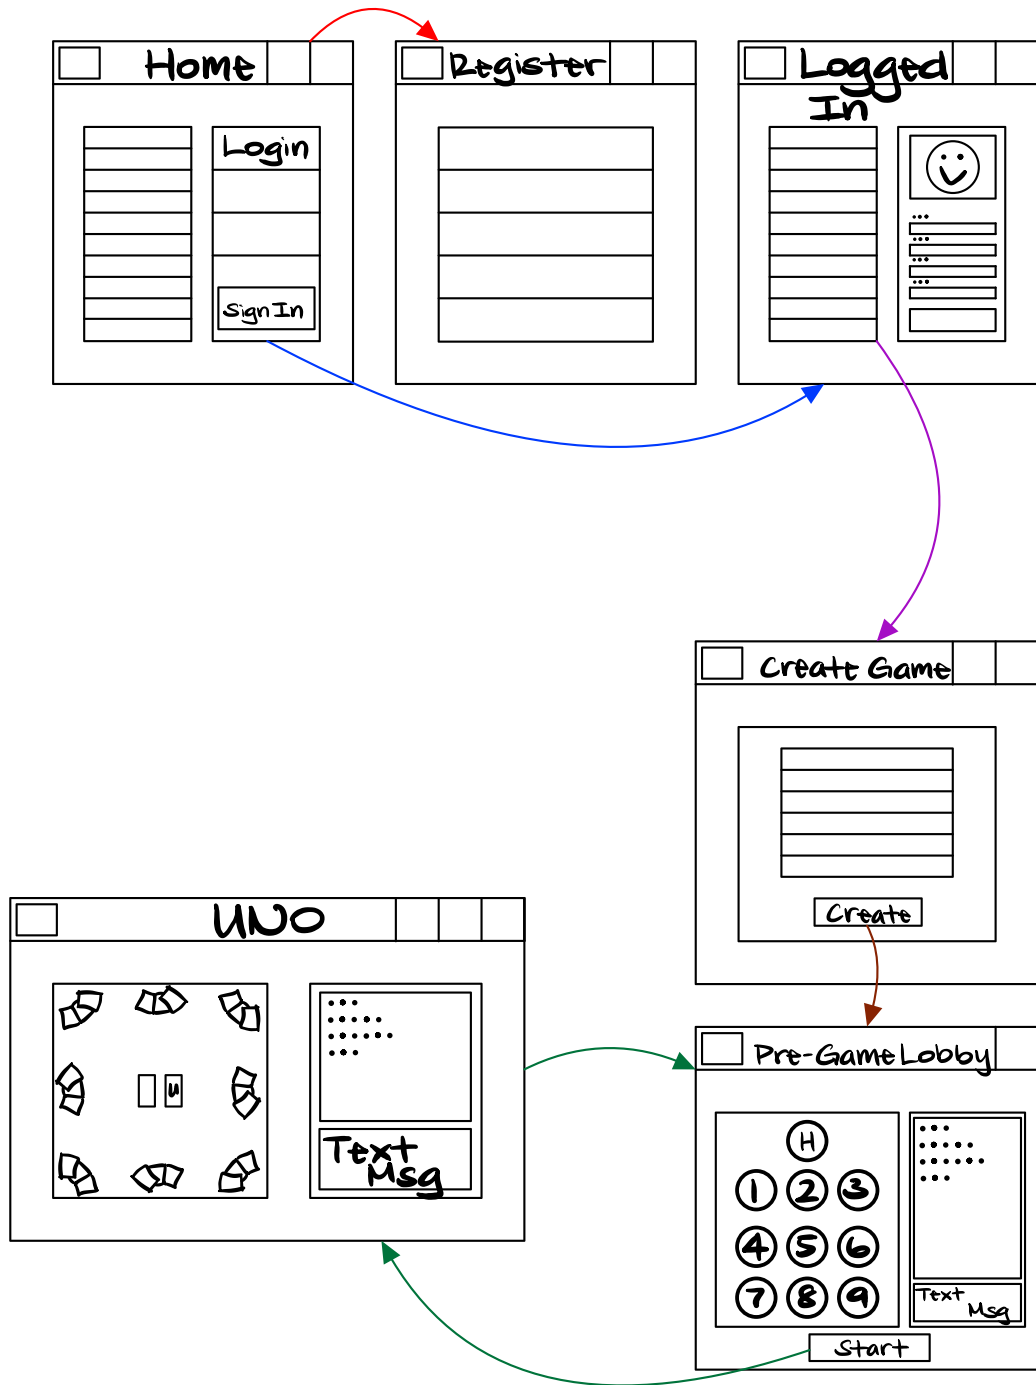 Home
Register
Logged
In
Login
Sign In
Create Game
Create
UNO
U
Text
Msg
Pre-Game Lobby
H
1 2 3
4 5 6
7 8 9
Text
Msg
Start